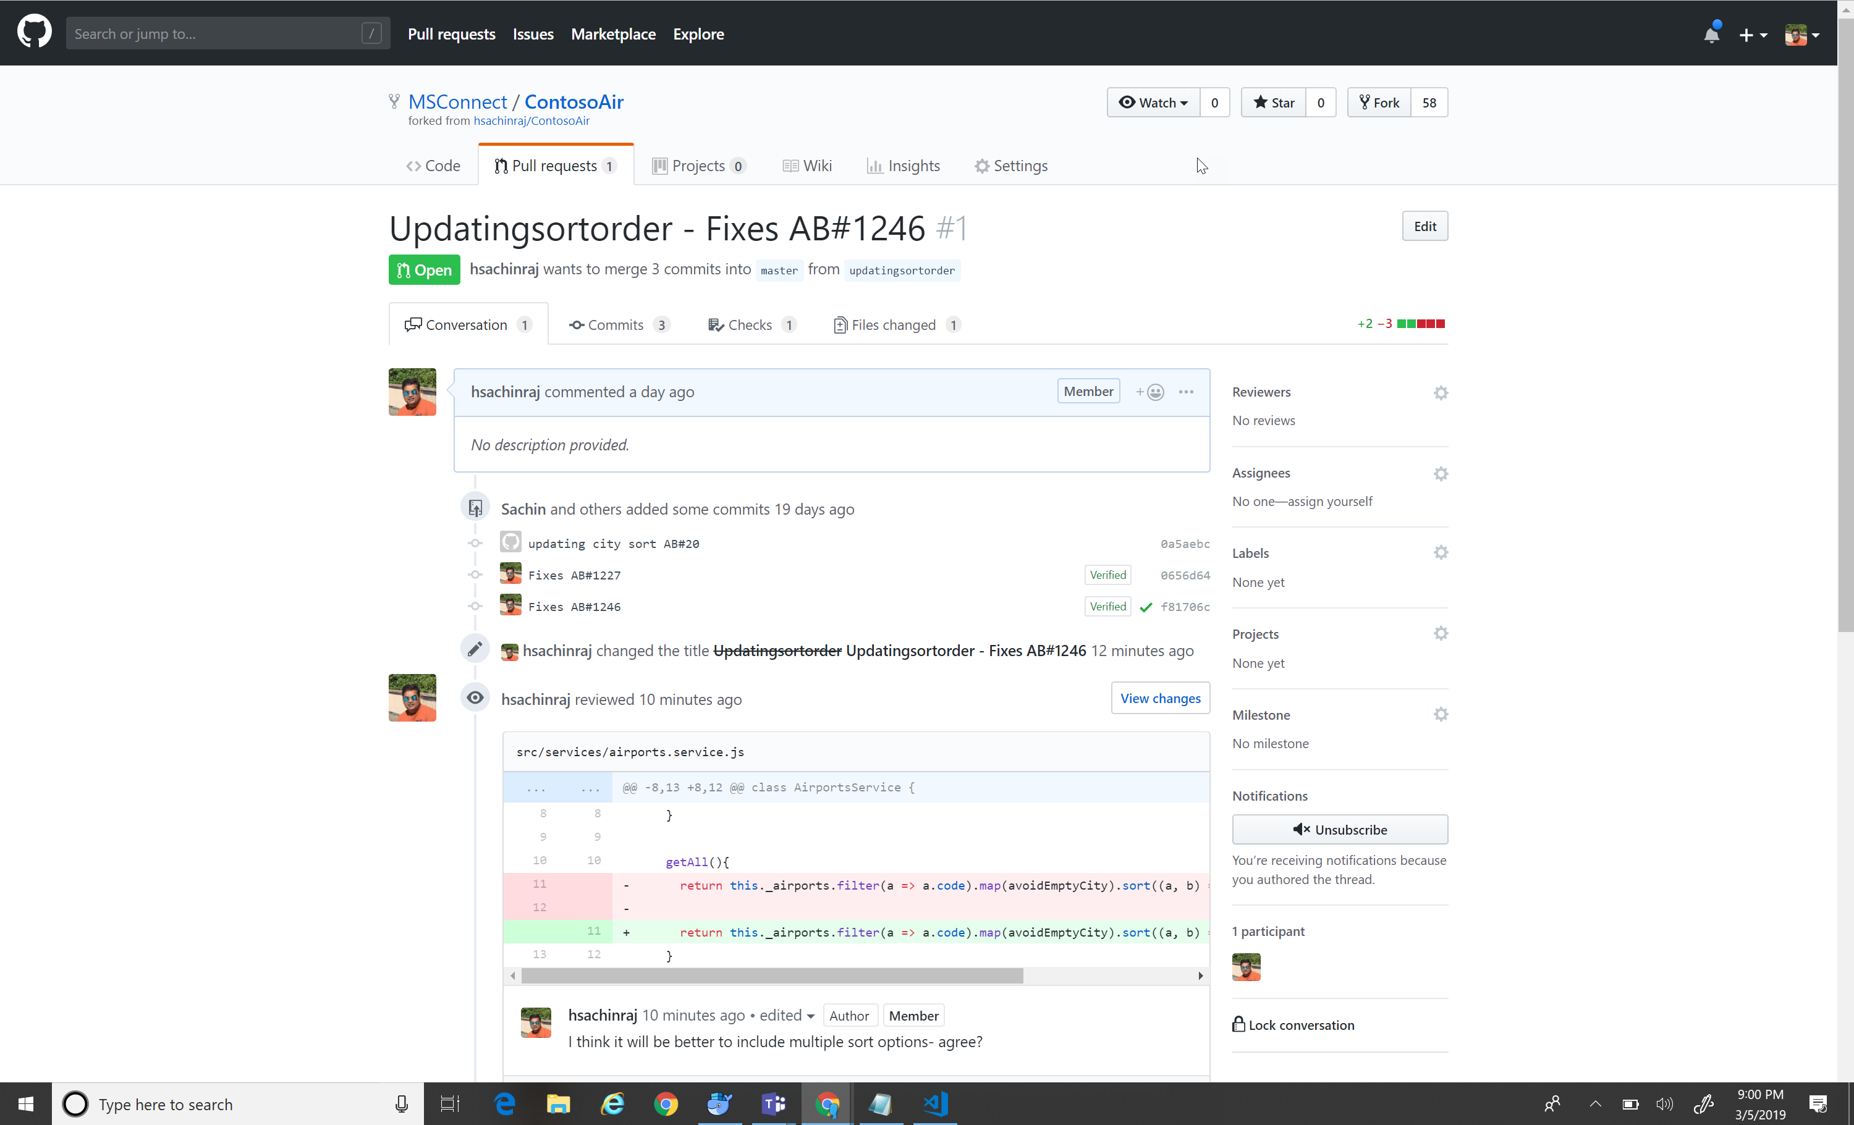 Search or jump to... /
Pull requests Issues Marketplace Explore
MSConnect / ContosoAir
forked from hsachinraj/ContosoAir
Watch 0 Star 0 Fork 58
Code Pull requests 1 Projects 0 Wiki Insights Settings
Updatingsortorder - Fixes AB#1246 #1
Edit
Open hsachinraj wants to merge 3 commits into master from updatingsortorder
Conversation 1 Commits 3 Checks 1 Files changed 1 +2 −3
hsachinraj commented a day ago Member
No description provided.
Sachin and others added some commits 19 days ago
updating city sort AB#20 0a5aebc
Fixes AB#1227 Verified 0656d64
Fixes AB#1246 Verified f81706c
hsachinraj changed the title Updatingsortorder Updatingsortorder - Fixes AB#1246 12 minutes ago
hsachinraj reviewed 10 minutes ago View changes
src/services/airports.service.js
... ... @@ -8,13 +8,12 @@ class AirportsService {
8 8 }
9 9
10 10 getAll(){
11 - return this._airports.filter(a => a.code).map(avoidEmptyCity).sort((a, b) =
12 -
11 + return this._airports.filter(a => a.code).map(avoidEmptyCity).sort((a, b) =
13 12 }
hsachinraj 10 minutes ago • edited Author Member
I think it will be better to include multiple sort options- agree?
Reviewers
No reviews
Assignees
No one—assign yourself
Labels
None yet
Projects
None yet
Milestone
No milestone
Notifications
Unsubscribe
You’re receiving notifications because
you authored the thread.
1 participant
Lock conversation
Type here to search
9:00 PM
3/5/2019